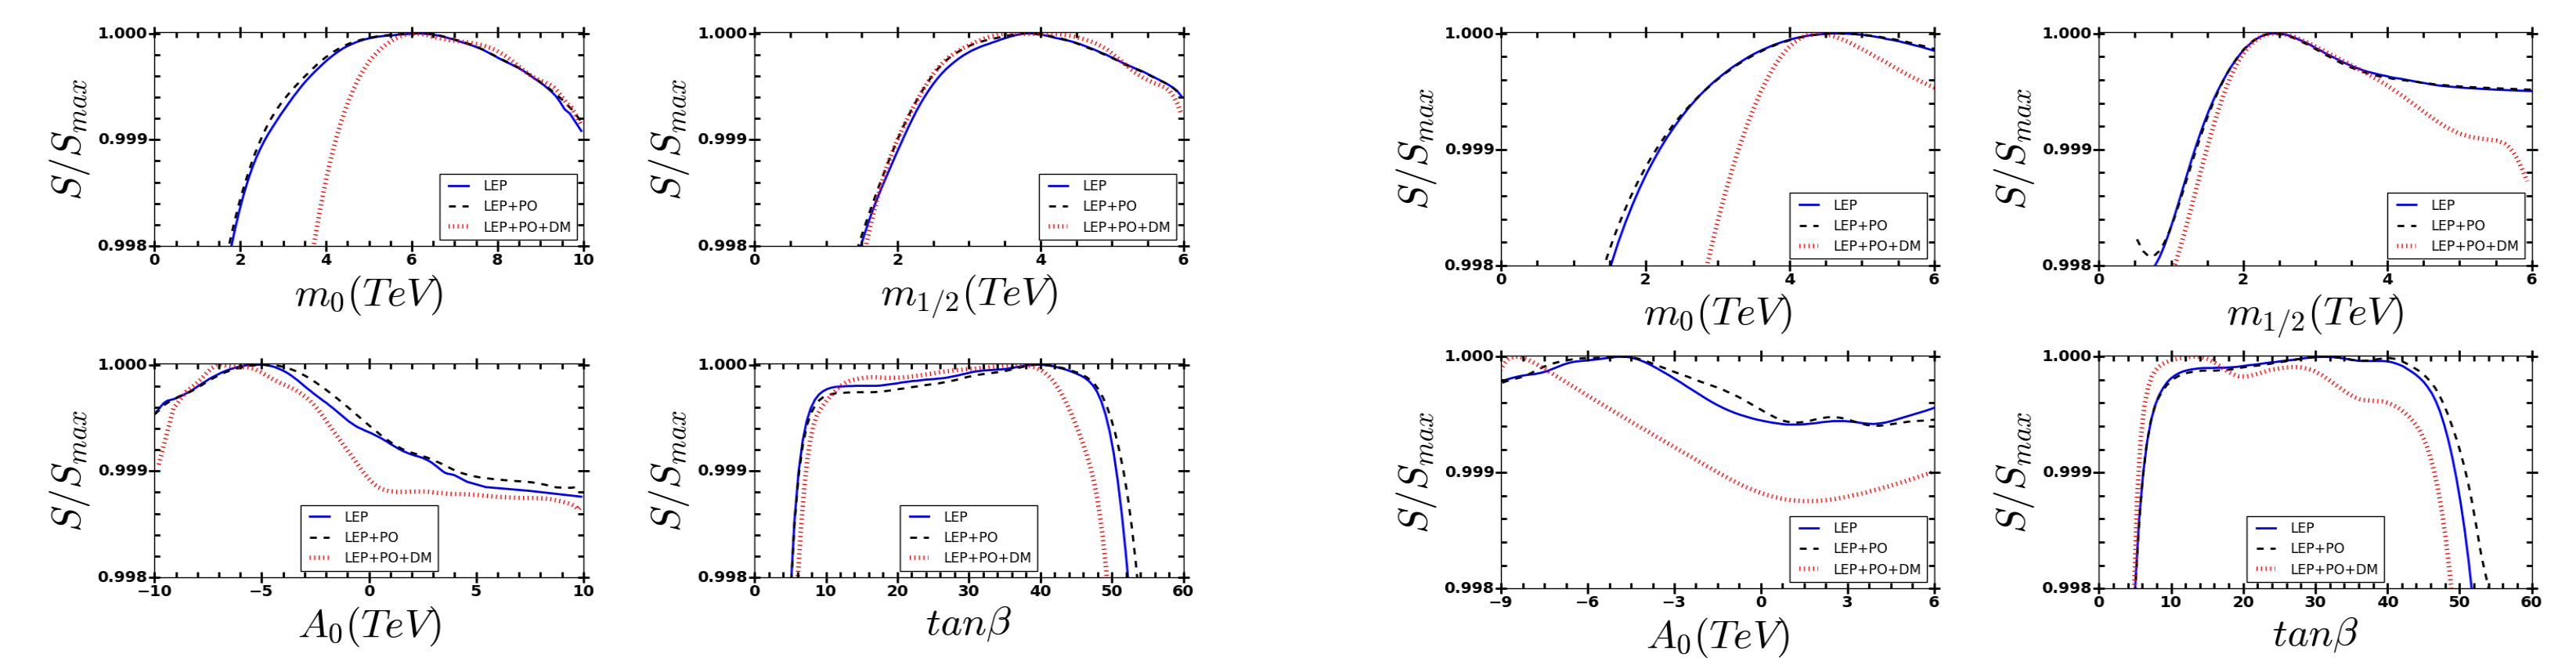 1.000
0.999
0.998
S/S_max
0 2 4 6 8 10
m_0(TeV)
LEP
LEP+PO
LEP+PO+DM
1.000
0.999
0.998
S/S_max
0 2 4 6
m_{1/2}(TeV)
LEP
LEP+PO
LEP+PO+DM
1.000
0.999
0.998
S/S_max
0 2 4 6
m_0(TeV)
LEP
LEP+PO
LEP+PO+DM
1.000
0.999
0.998
S/S_max
0 2 4 6
m_{1/2}(TeV)
LEP
LEP+PO
LEP+PO+DM
1.000
0.999
0.998
S/S_max
−10 −5 0 5 10
A_0(TeV)
LEP
LEP+PO
LEP+PO+DM
1.000
0.999
0.998
S/S_max
0 10 20 30 40 50 60
tanβ
LEP
LEP+PO
LEP+PO+DM
1.000
0.999
0.998
S/S_max
−9 −6 −3 0 3 6
A_0(TeV)
LEP
LEP+PO
LEP+PO+DM
1.000
0.999
0.998
S/S_max
0 10 20 30 40 50 60
tanβ
LEP
LEP+PO
LEP+PO+DM